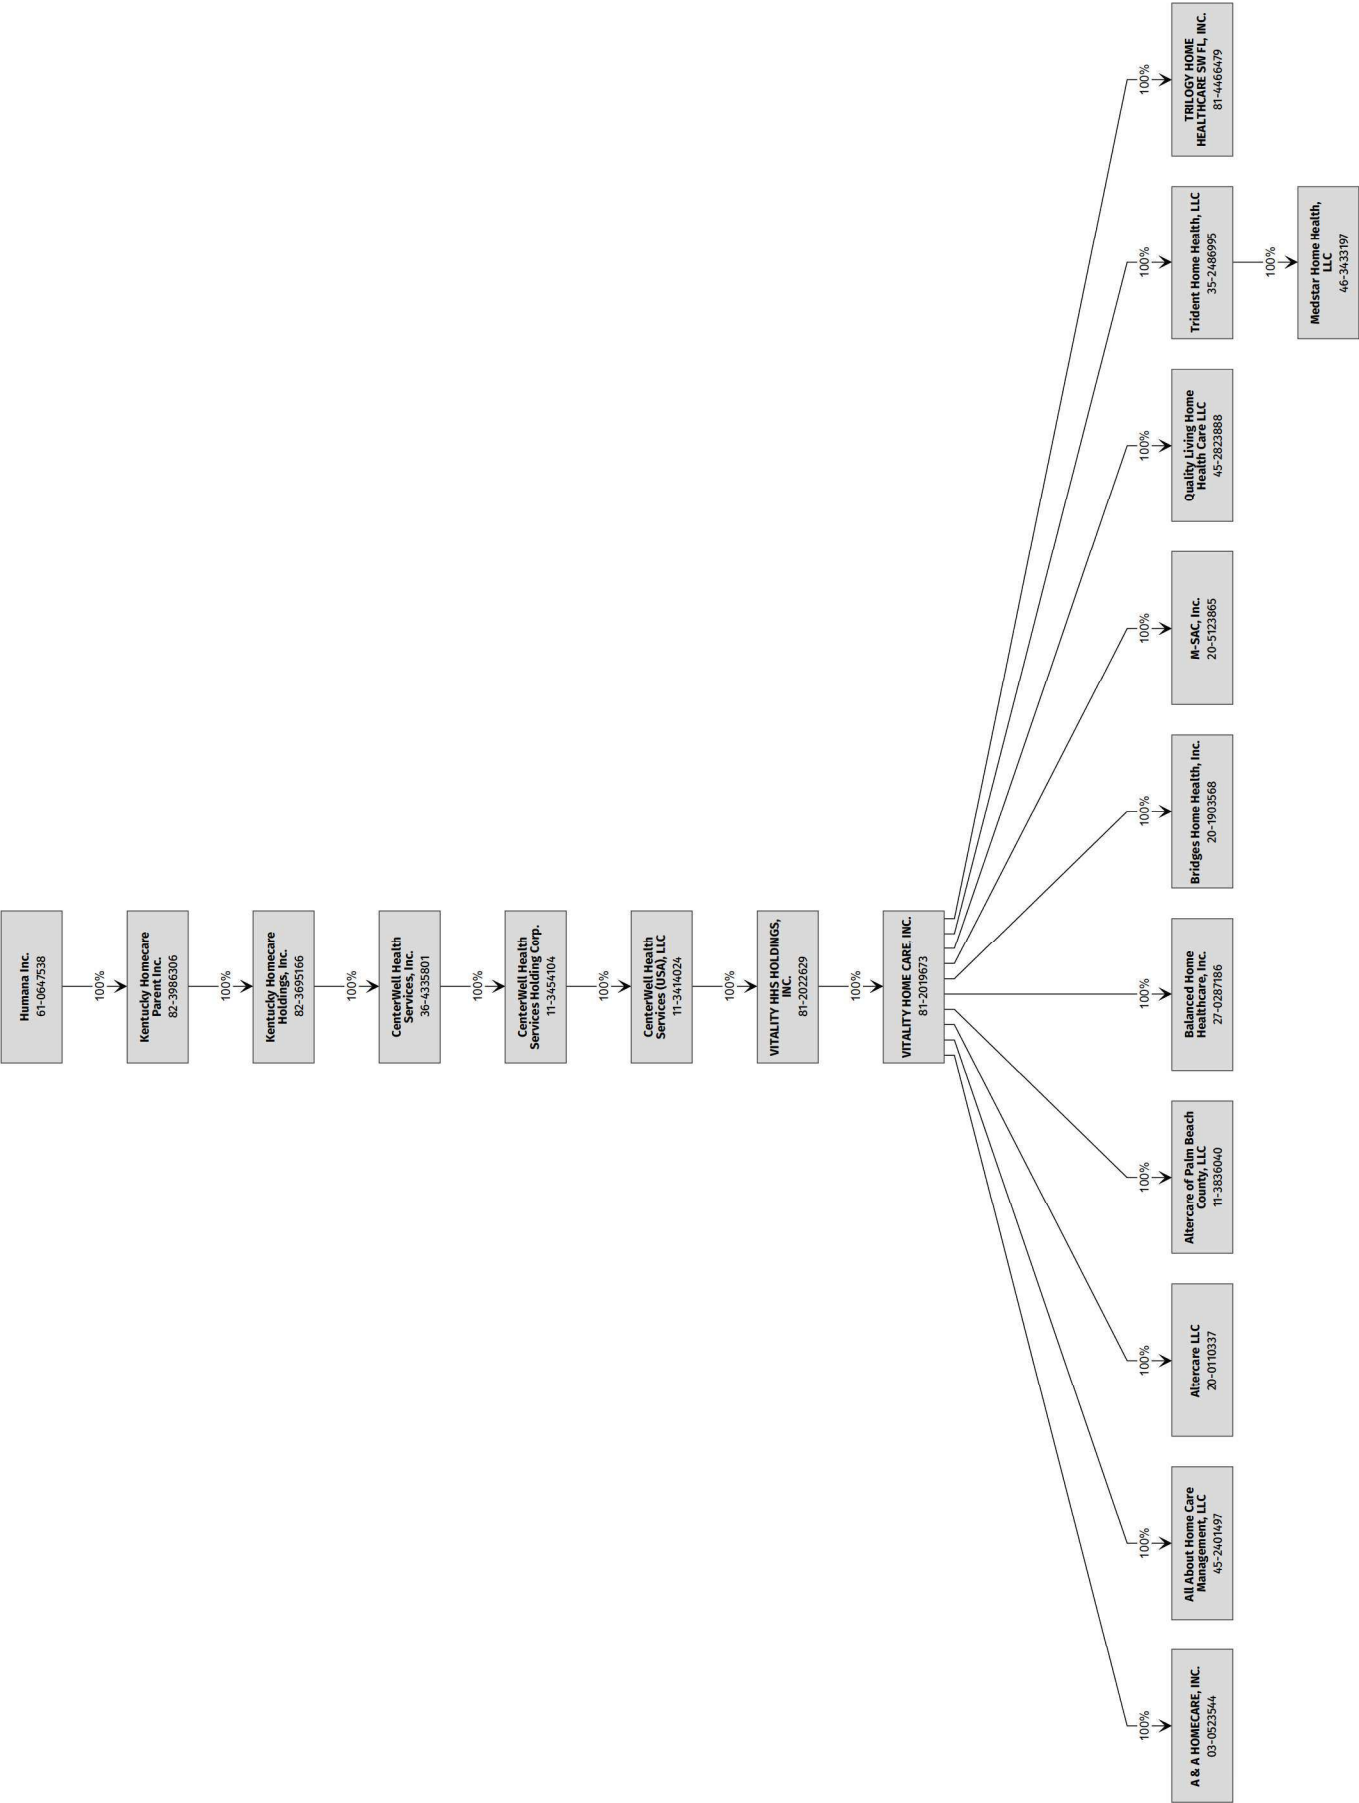 Humana Inc.
61-0647538
100%
Kentucky Homecare
Parent Inc.
82-3986306
100%
Kentucky Homecare
Holdings, Inc.
82-3695166
100%
CenterWell Health
Services, Inc.
36-4335801
100%
CenterWell Health
Services Holding Corp.
11-3454104
100%
CenterWell Health
Services (USA), LLC
11-3414024
100%
VITALITY HHS HOLDINGS,
INC.
81-2022629
100%
VITALITY HOME CARE INC.
81-2019673
100%
A & A HOMECARE, INC.
03-0523544
100%
All About Home Care
Management, LLC
45-2401497
100%
Altercare LLC
20-0110337
100%
Altercare of Palm Beach
County, LLC
11-3836040
100%
Balanced Home
Healthcare, Inc.
27-0287186
100%
Bridges Home Health, Inc.
20-1903568
100%
M-SAC, Inc.
20-5123865
100%
Quality Living Home
Health Care LLC
45-2823888
100%
Trident Home Health, LLC
35-2486995
100%
TRILOGY HOME
HEALTHCARE SW FL, INC.
81-4466479
100%
Medstar Home Health,
LLC
46-3433197